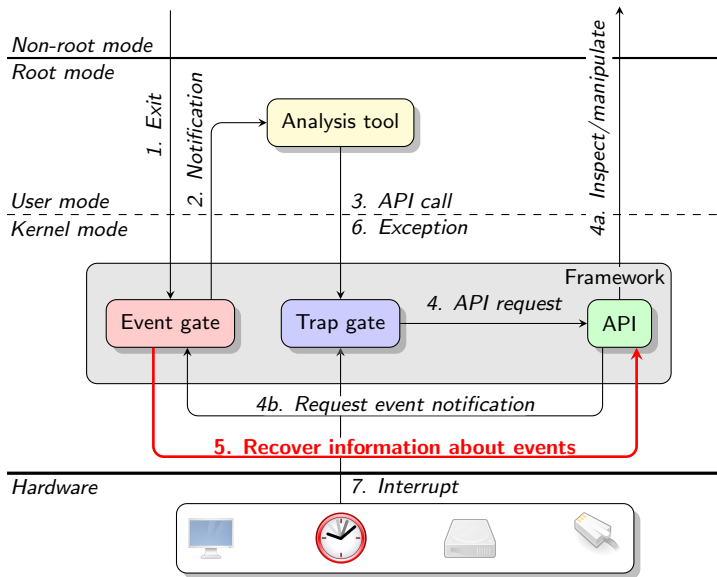 Non-root mode
Root mode
1. Exit
2. Notification
4a. Inspect/manipulate
Analysis tool
User mode
Kernel mode
3. API call
6. Exception
Framework
Event gate
Trap gate
4. API request
API
4b. Request event notification
5. Recover information about events
Hardware
7. Interrupt